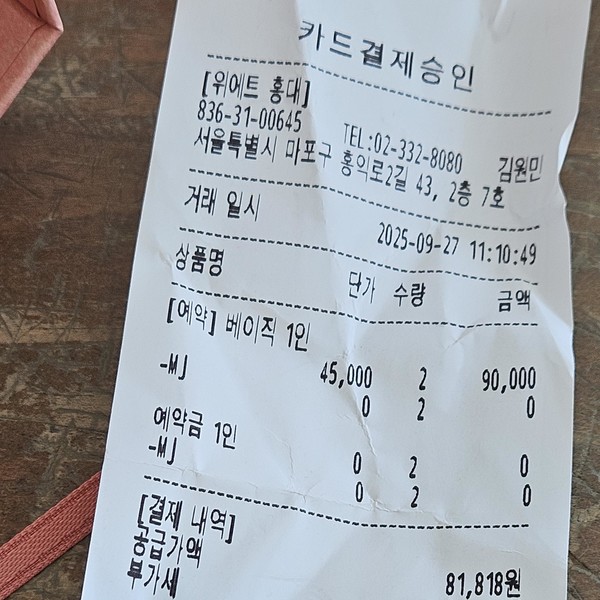 카드결제승인
[위에트 홍대]
836-31-00645 TEL:02-332-8080 김원민
서울특별시 마포구 홍익로2길 43, 2층 7호
거래 일시 2025-09-27 11:10:49
상품명 단가 수량 금액
[예약] 베이직 1인
-MJ 45,000 2 90,000
0 2 0
예약금 1인
-MJ 0 2 0
0 2 0
[결제 내역]
공급가액 81,818원
부가세